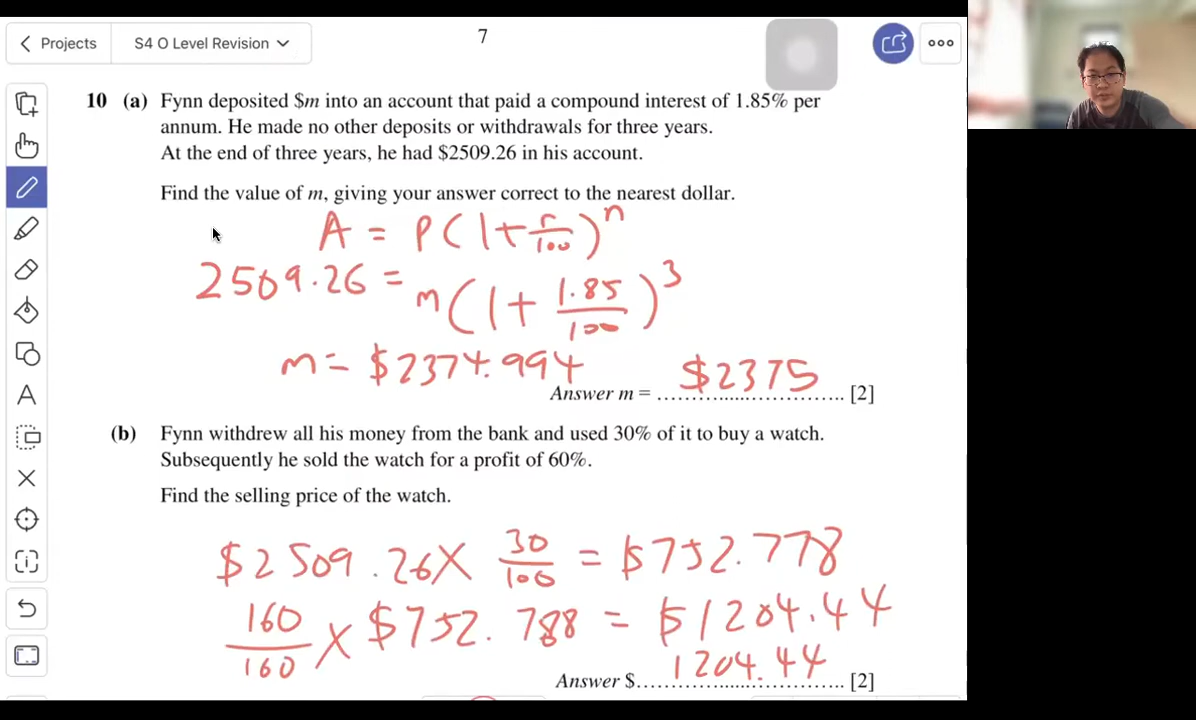 Projects
S4 O Level Revision
7
10 (a) Fynn deposited $m into an account that paid a compound interest of 1.85% per
annum. He made no other deposits or withdrawals for three years.
At the end of three years, he had $2509.26 in his account.
Find the value of m, giving your answer correct to the nearest dollar.
A = P(1+r/100)^n
2509.26 = m(1+1.85/100)^3
m = $2374.994
Answer m = $2375 [2]
(b) Fynn withdrew all his money from the bank and used 30% of it to buy a watch.
Subsequently he sold the watch for a profit of 60%.
Find the selling price of the watch.
$2509.26 × 30/100 = $752.778
160/160 × $752.788 = $1204.44
Answer $ 1204.44 [2]